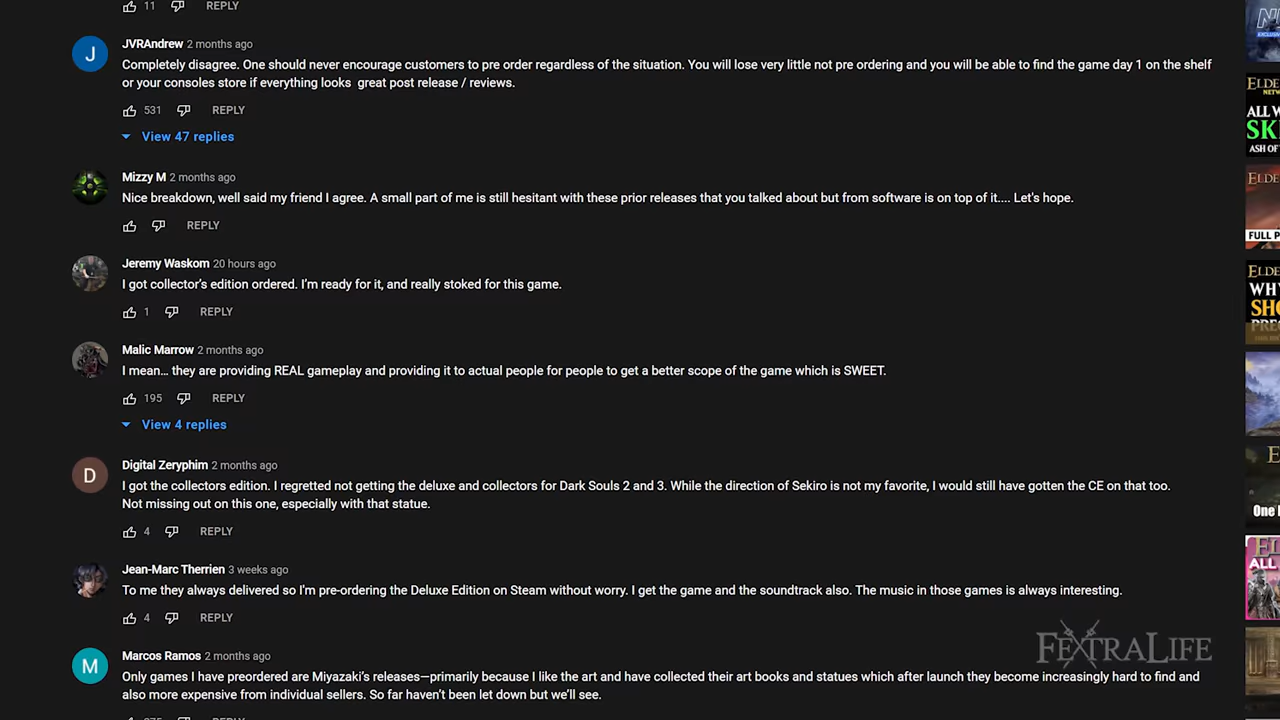 11 REPLY
JVRAndrew 2 months ago
Completely disagree. One should never encourage customers to pre order regardless of the situation. You will lose very little not pre ordering and you will be able to find the game day 1 on the shelf
or your consoles store if everything looks great post release / reviews.
531 REPLY
View 47 replies
Mizzy M 2 months ago
Nice breakdown, well said my friend I agree. A small part of me is still hesitant with these prior releases that you talked about but from software is on top of it.... Let's hope.
REPLY
Jeremy Waskom 20 hours ago
I got collector's edition ordered. I'm ready for it, and really stoked for this game.
1 REPLY
Malic Marrow 2 months ago
I mean… they are providing REAL gameplay and providing it to actual people for people to get a better scope of the game which is SWEET.
195 REPLY
View 4 replies
D
Digital Zeryphim 2 months ago
I got the collectors edition. I regretted not getting the deluxe and collectors for Dark Souls 2 and 3. While the direction of Sekiro is not my favorite, I would still have gotten the CE on that too.
Not missing out on this one, especially with that statue.
4 REPLY
Jean-Marc Therrien 3 weeks ago
To me they always delivered so I'm pre-ordering the Deluxe Edition on Steam without worry. I get the game and the soundtrack also. The music in those games is always interesting.
4 REPLY
M
Marcos Ramos 2 months ago
Only games I have preordered are Miyazaki's releases—primarily because I like the art and have collected their art books and statues which after launch they become increasingly hard to find and
also more expensive from individual sellers. So far haven't been let down but we'll see.
J
FEXTRALIFE
ELDE
ALL W
SK
ASH OF
ELDE
FULL P
ELDE
WHY
SHO
One
ALL